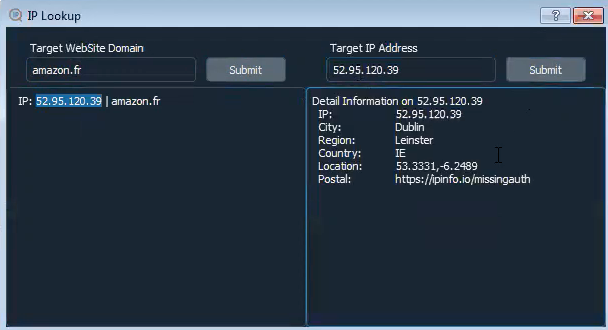 IP Lookup
Target WebSite Domain
Target IP Address
amazon.fr
Submit
52.95.120.39
Submit
IP: 52.95.120.39 | amazon.fr
Detail Information on 52.95.120.39
IP: 52.95.120.39
City: Dublin
Region: Leinster
Country: IE
Location: 53.3331,-6.2489
Postal: https://ipinfo.io/missingauth